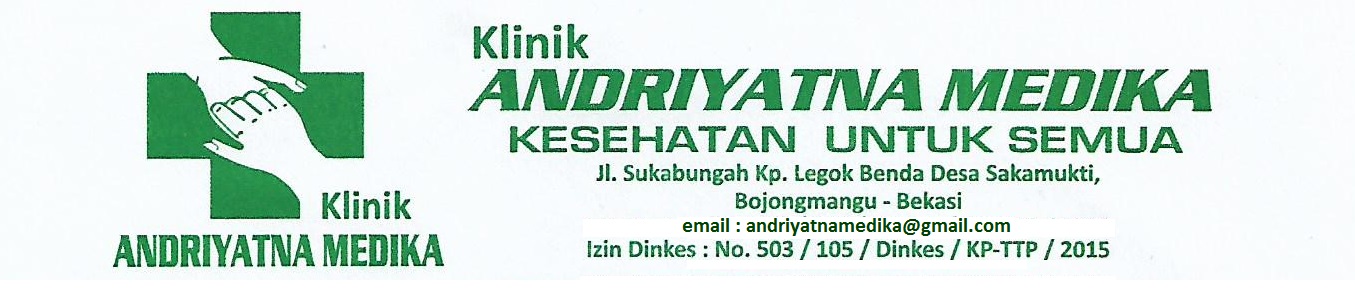 Klinik
ANDRIYATNA MEDIKA
Klinik
ANDRIYATNA MEDIKA
KESEHATAN UNTUK SEMUA
Jl. Sukabungah Kp. Legok Benda Desa Sakamukti,
Bojongmangu - Bekasi
email : andriyatnamedika@gmail.com
Izin Dinkes : No. 503 / 105 / Dinkes / KP-TTP / 2015